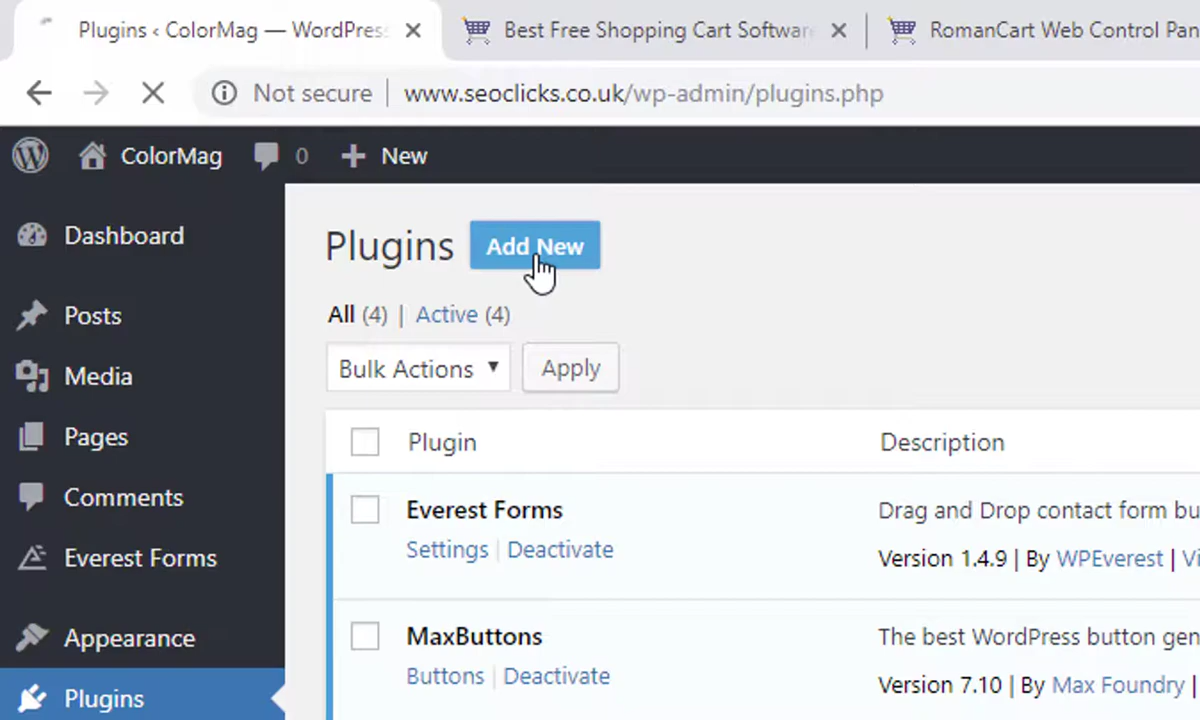 Plugins ‹ ColorMag — WordPres
Best Free Shopping Cart Softwar
RomanCart Web Control Pan
Not secure | www.seoclicks.co.uk/wp-admin/plugins.php
ColorMag 0 + New
Dashboard
Posts
Media
Pages
Comments
Everest Forms
Appearance
Plugins
Plugins Add New
All (4) | Active (4)
Bulk Actions ▼ Apply
Plugin Description
Everest Forms Drag and Drop contact form bu
Settings | Deactivate Version 1.4.9 | By WPEverest | Vi
MaxButtons The best WordPress button gen
Buttons | Deactivate Version 7.10 | By Max Foundry |